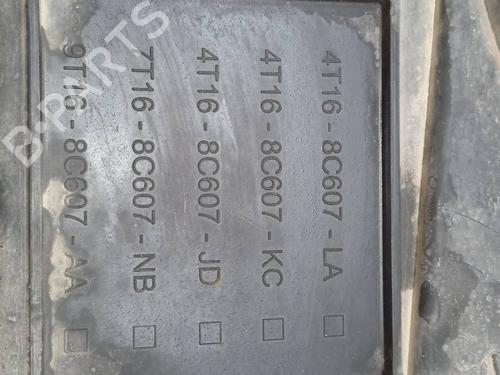 4T16 - 8C607 - LA ☐
4T16 - 8C607 - KC ☐
4T16 - 8C607 - JD ☐
7T16 - 8C607 - NB ☐
9T16 - 8C607 - AA ☐
B-PARTS